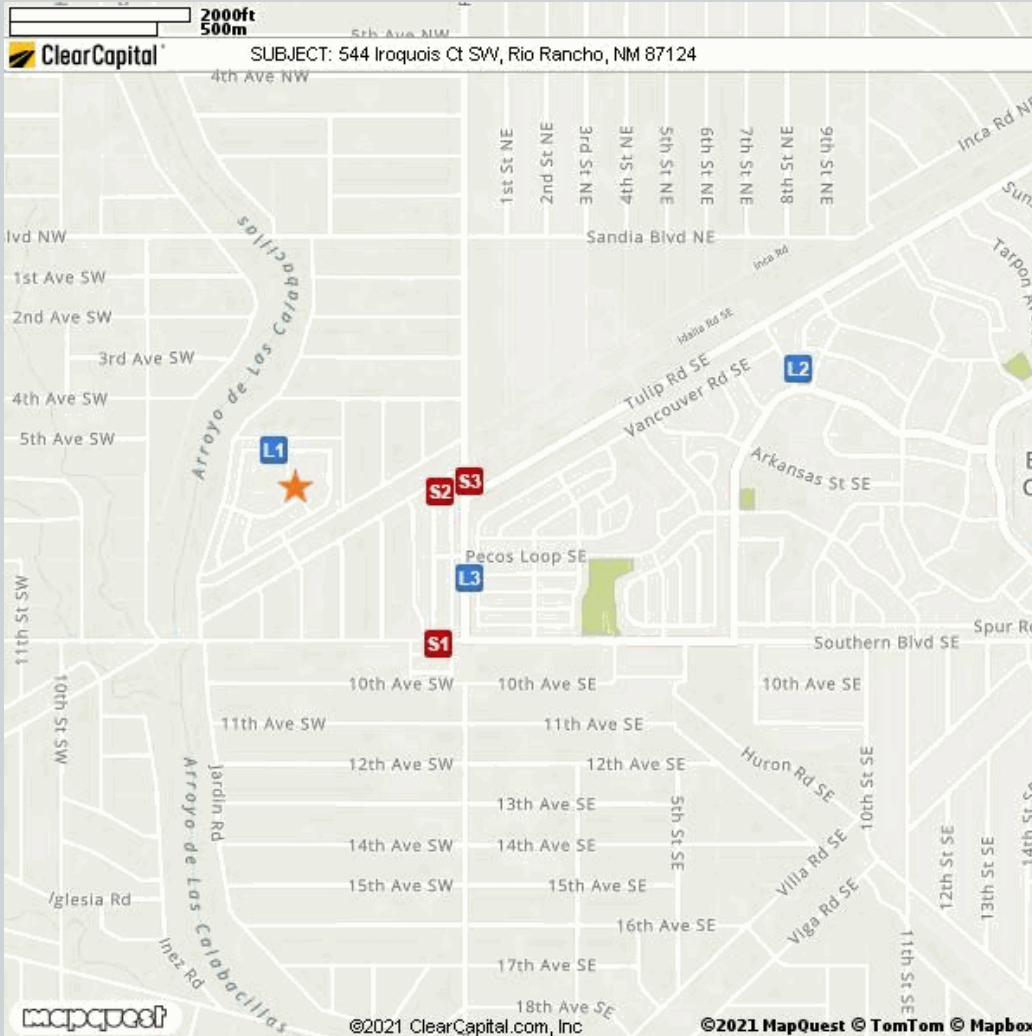 2000ft
500m
5th Ave NW
ClearCapital
SUBJECT: 544 Iroquois Ct SW, Rio Rancho, NM 87124
4th Ave NW
Inca Rd NE
1st St NE
2nd St NE
3rd St NE
4th St NE
5th St NE
6th St NE
7th St NE
8th St NE
9th St NE
lvd NW
Sandia Blvd NE
Inca Rd
1st Ave SW
2nd Ave SW
3rd Ave SW
4th Ave SW
5th Ave SW
Arroyo de Las Calabacillas
Idalia Rd SE
Tulip Rd SE
Vancouver Rd SE
Tarpon
L2
L1
S2
S3
Arkansas St SE
Pecos Loop SE
L3
11th St SW
S1
Southern Blvd SE
Spur Rd
10th St SW
10th Ave SW
10th Ave SE
10th Ave SE
11th Ave SW
11th Ave SE
12th Ave SW
12th Ave SE
Huron Rd SE
10th St SE
Jardin Rd
Arroyo de Las Calabacillas
13th Ave SE
5th St SE
14th Ave SW
14th Ave SE
Villa Rd SE
12th St SE
13th St SE
14th St S
15th Ave SW
15th Ave SE
Iglesia Rd
Viga Rd SE
16th Ave SE
11th St SE
Inez Rd
17th Ave SE
18th Ave SE
mapquest
©2021 ClearCapital.com, Inc
©2021 MapQuest © TomTom © Mapbox